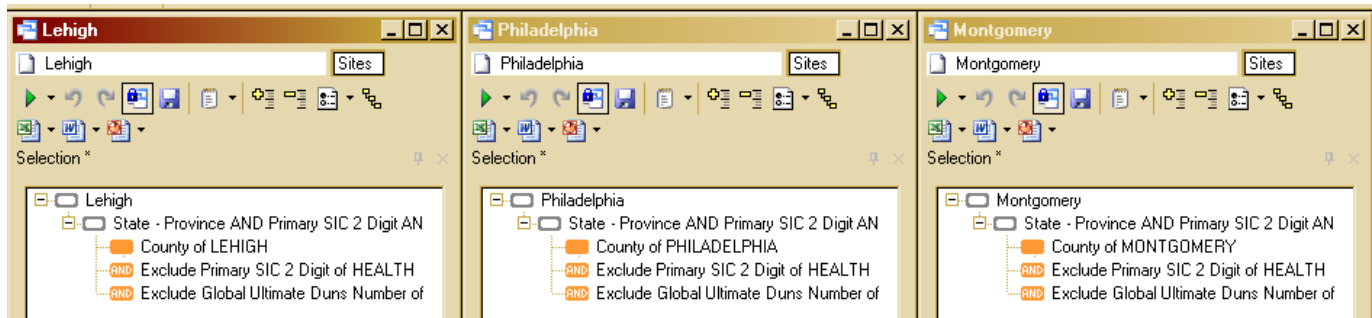 Lehigh
Lehigh Sites
Selection *
Lehigh
State - Province AND Primary SIC 2 Digit AN
County of LEHIGH
AND Exclude Primary SIC 2 Digit of HEALTH
AND Exclude Global Ultimate Duns Number of
Philadelphia
Philadelphia Sites
Selection *
Philadelphia
State - Province AND Primary SIC 2 Digit AN
County of PHILADELPHIA
AND Exclude Primary SIC 2 Digit of HEALTH
AND Exclude Global Ultimate Duns Number of
Montgomery
Montgomery Sites
Selection *
Montgomery
State - Province AND Primary SIC 2 Digit AN
County of MONTGOMERY
AND Exclude Primary SIC 2 Digit of HEALTH
AND Exclude Global Ultimate Duns Number of